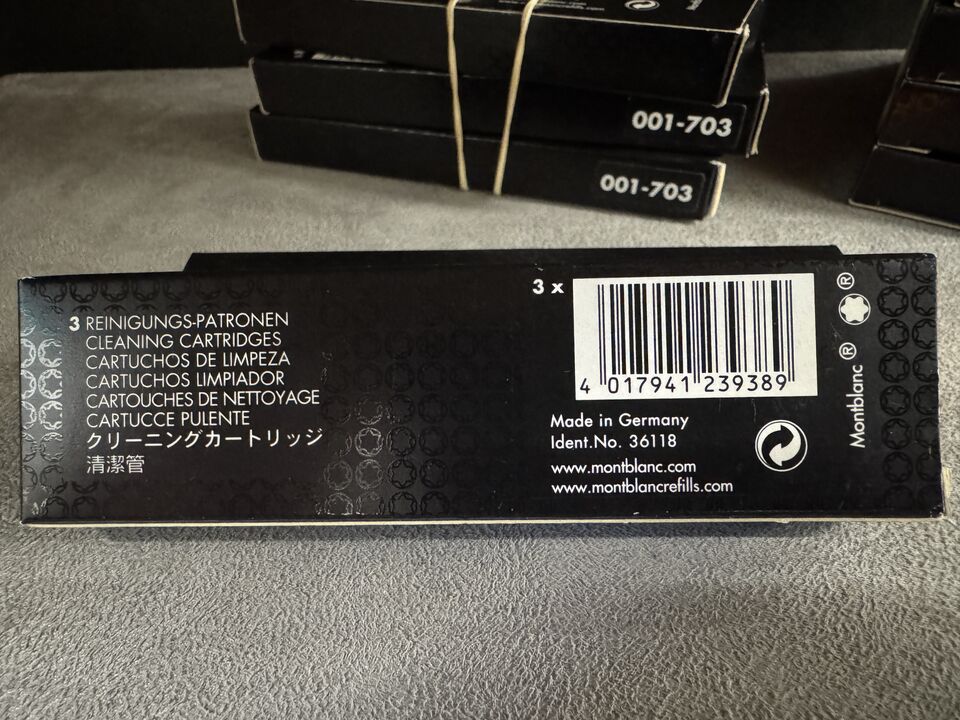 001-703
001-703
3 REINIGUNGS-PATRONEN
CLEANING CARTRIDGES
CARTUCHOS DE LIMPEZA
CARTUCHOS LIMPIADOR
CARTOUCHES DE NETTOYAGE
CARTUCCE PULENTE
クリーニングカートリッジ
清潔管
3 x
4 017941 239389
Made in Germany
Ident.No. 36118
www.montblanc.com
www.montblancrefills.com
Montblanc® ®